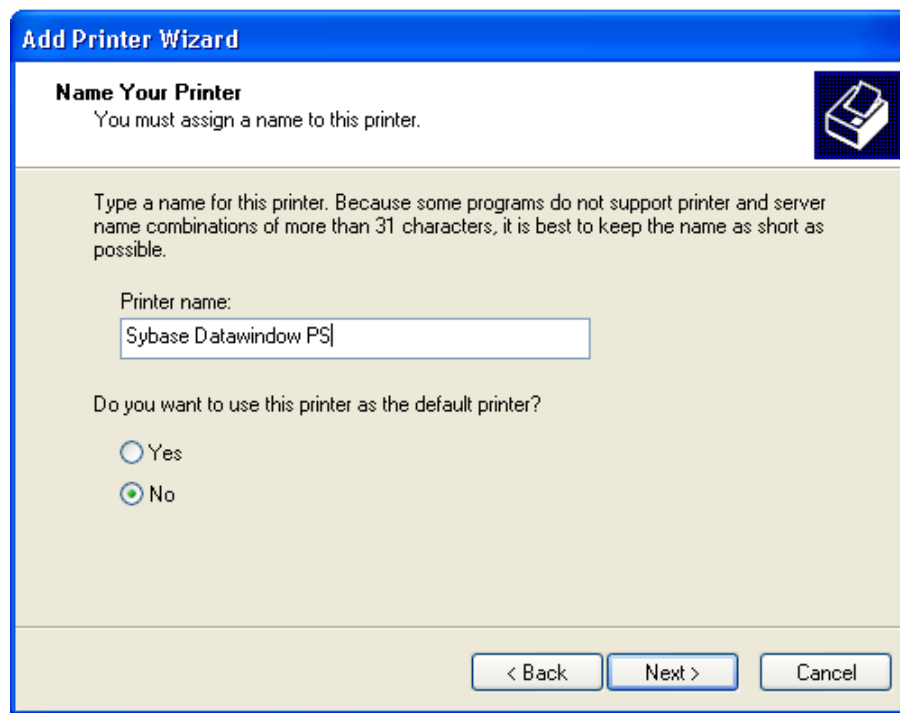 Add Printer Wizard
Name Your Printer
You must assign a name to this printer.
Type a name for this printer. Because some programs do not support printer and server
name combinations of more than 31 characters, it is best to keep the name as short as
possible.
Printer name:
Sybase Datawindow PS
Do you want to use this printer as the default printer?
Yes
No
< Back Next > Cancel